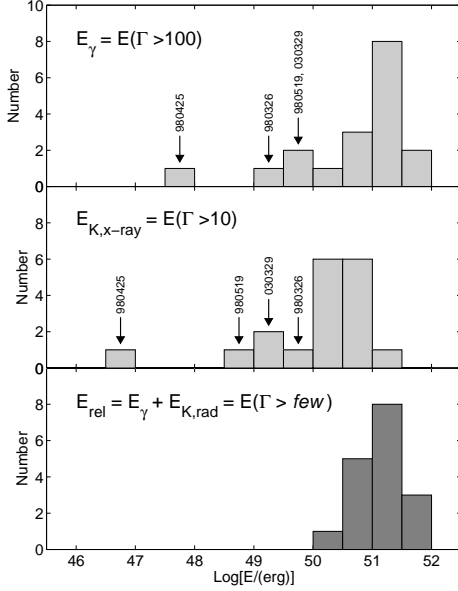 10
8
6
4
2
0
Number
E_γ = E(Γ >100)
980425
980326
980519, 030329
8
6
4
2
0
Number
E_K,x−ray = E(Γ >10)
980425
980519
030329
980326
8
6
4
2
0
Number
E_rel = E_γ + E_K,rad = E(Γ > few )
46 47 48 49 50 51 52
Log[E/(erg)]